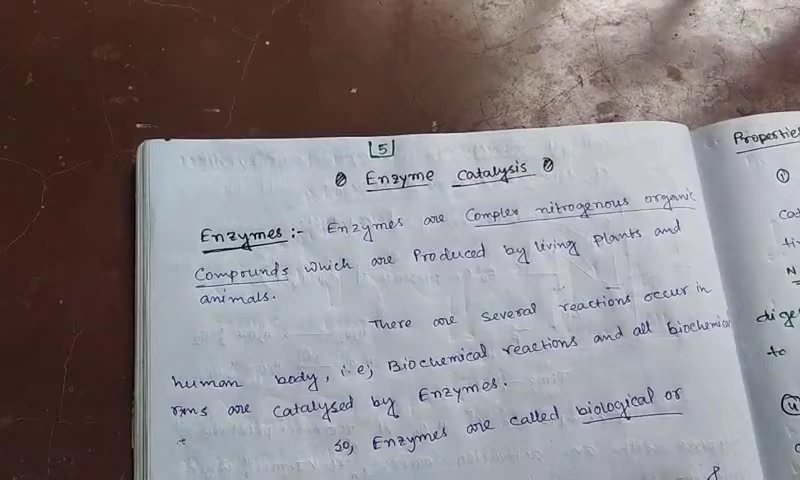 5
Enzyme Catalysis
Enzymes :- Enzymes are Complex nitrogenous organic
Compounds which are Produced by living plants and
animals.
There are several reactions occur in
human body, i.e; Biochemical reactions and all biochemical
rxns are catalysed by Enzymes.
So, Enzymes are called biological or
Properties
①
N
to
④